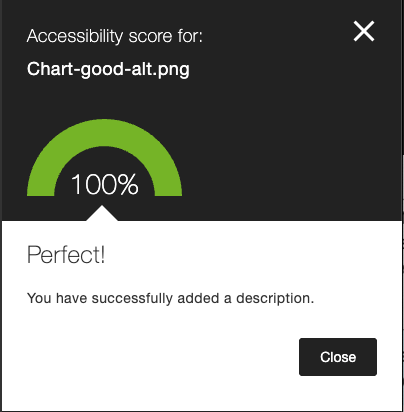 Accessibility score for:
Chart-good-alt.png
100%
Perfect!
You have successfully added a description.
Close